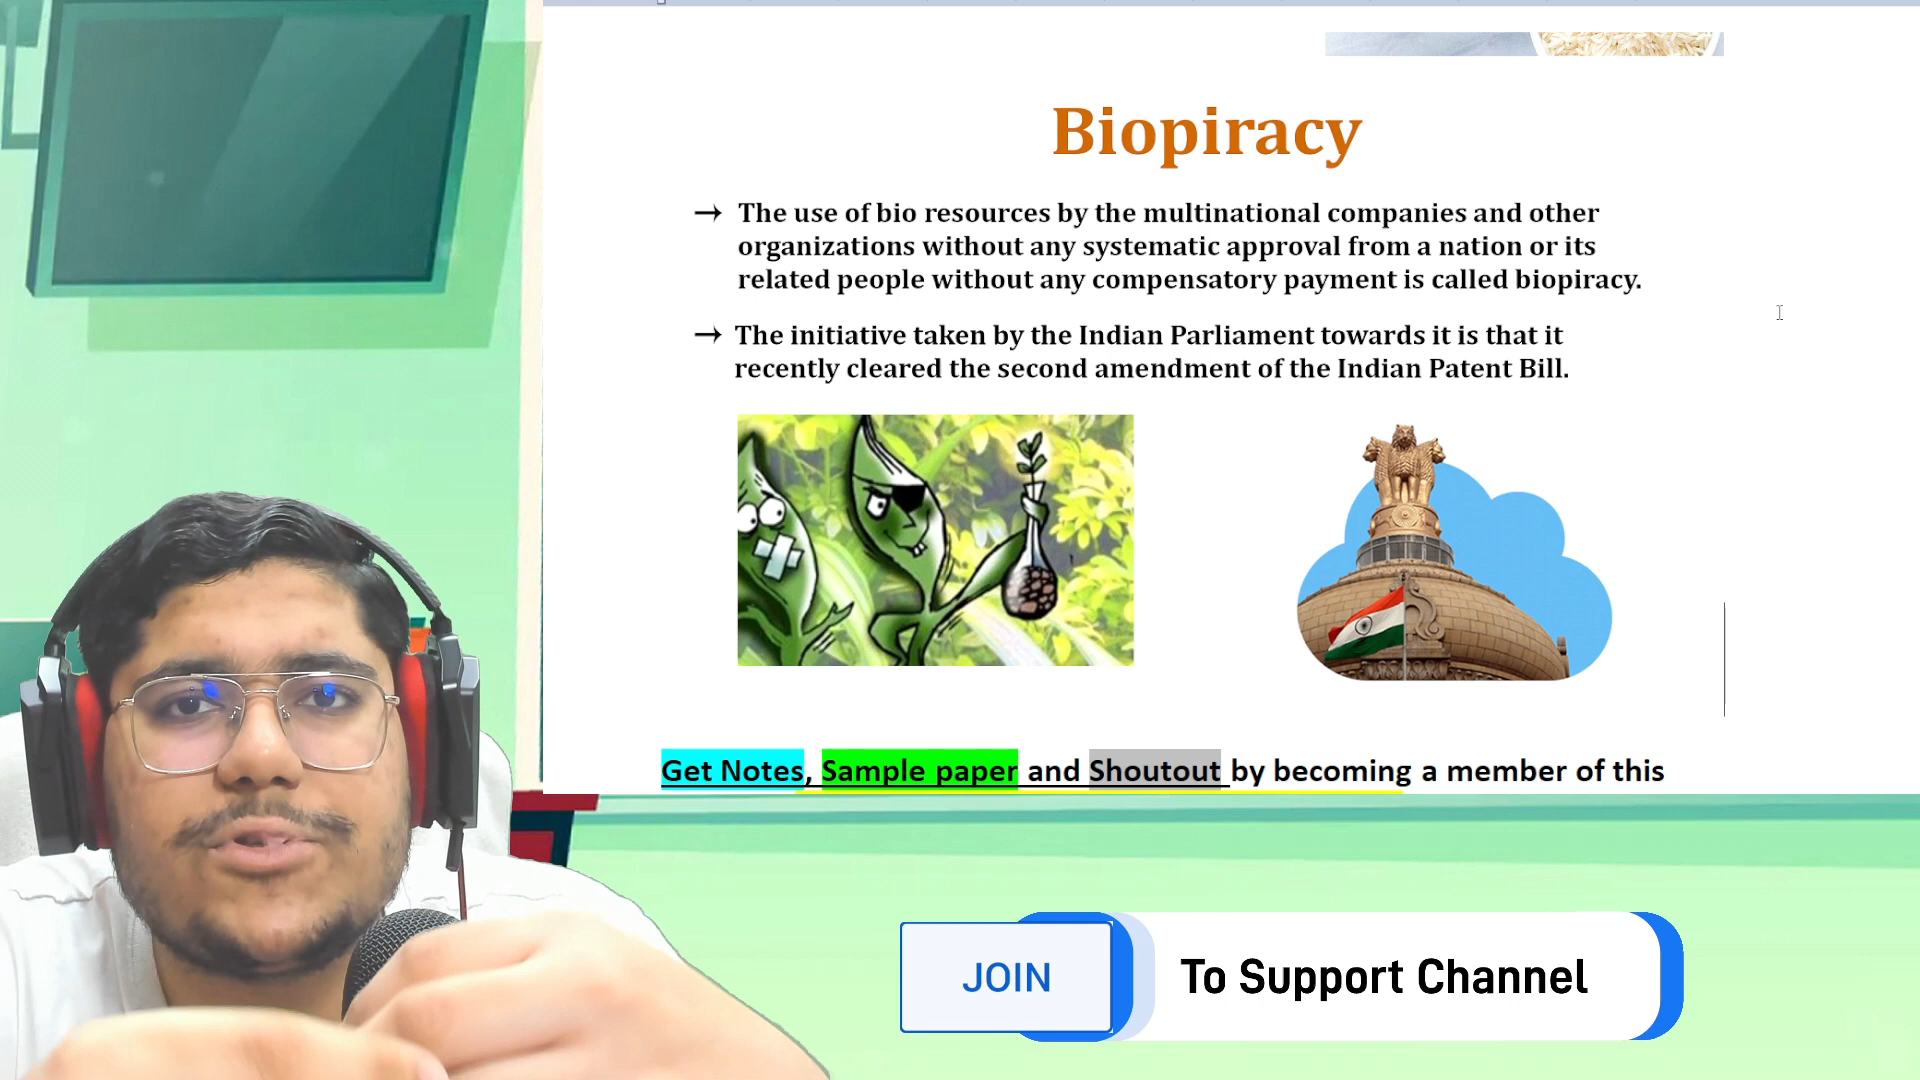 Biopiracy
→ The use of bio resources by the multinational companies and other
organizations without any systematic approval from a nation or its
related people without any compensatory payment is called biopiracy.
→ The initiative taken by the Indian Parliament towards it is that it
recently cleared the second amendment of the Indian Patent Bill.
Get Notes, Sample paper and Shoutout by becoming a member of this
JOIN To Support Channel